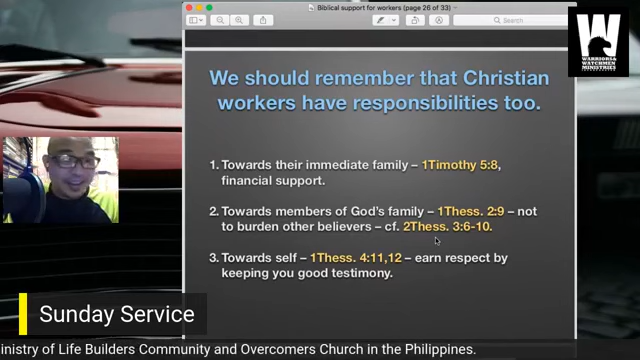 Biblical support for workers (page 26 of 33)
Search
WARRIORS &
WATCHMEN
MINISTRIES
We should remember that Christian
workers have responsibilities too.
1. Towards their immediate family – 1Timothy 5:8,
financial support.
2. Towards members of God's family – 1Thess. 2:9 – not
to burden other believers – cf. 2Thess. 3:6-10.
3. Towards self – 1Thess. 4:11,12 – earn respect by
keeping you good testimony.
Sunday Service
inistry of Life Builders Community and Overcomers Church in the Philippines.